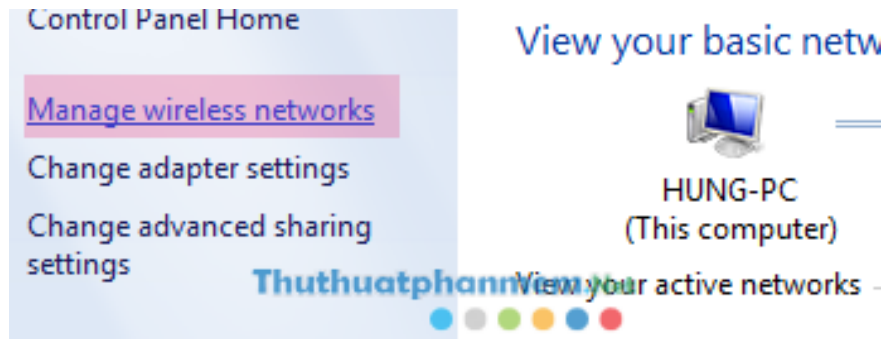 Control Panel Home
Manage wireless networks
Change adapter settings
Change advanced sharing
settings
View your basic netw
HUNG-PC
(This computer)
View your active networks
Thuthuatphanmem.Net